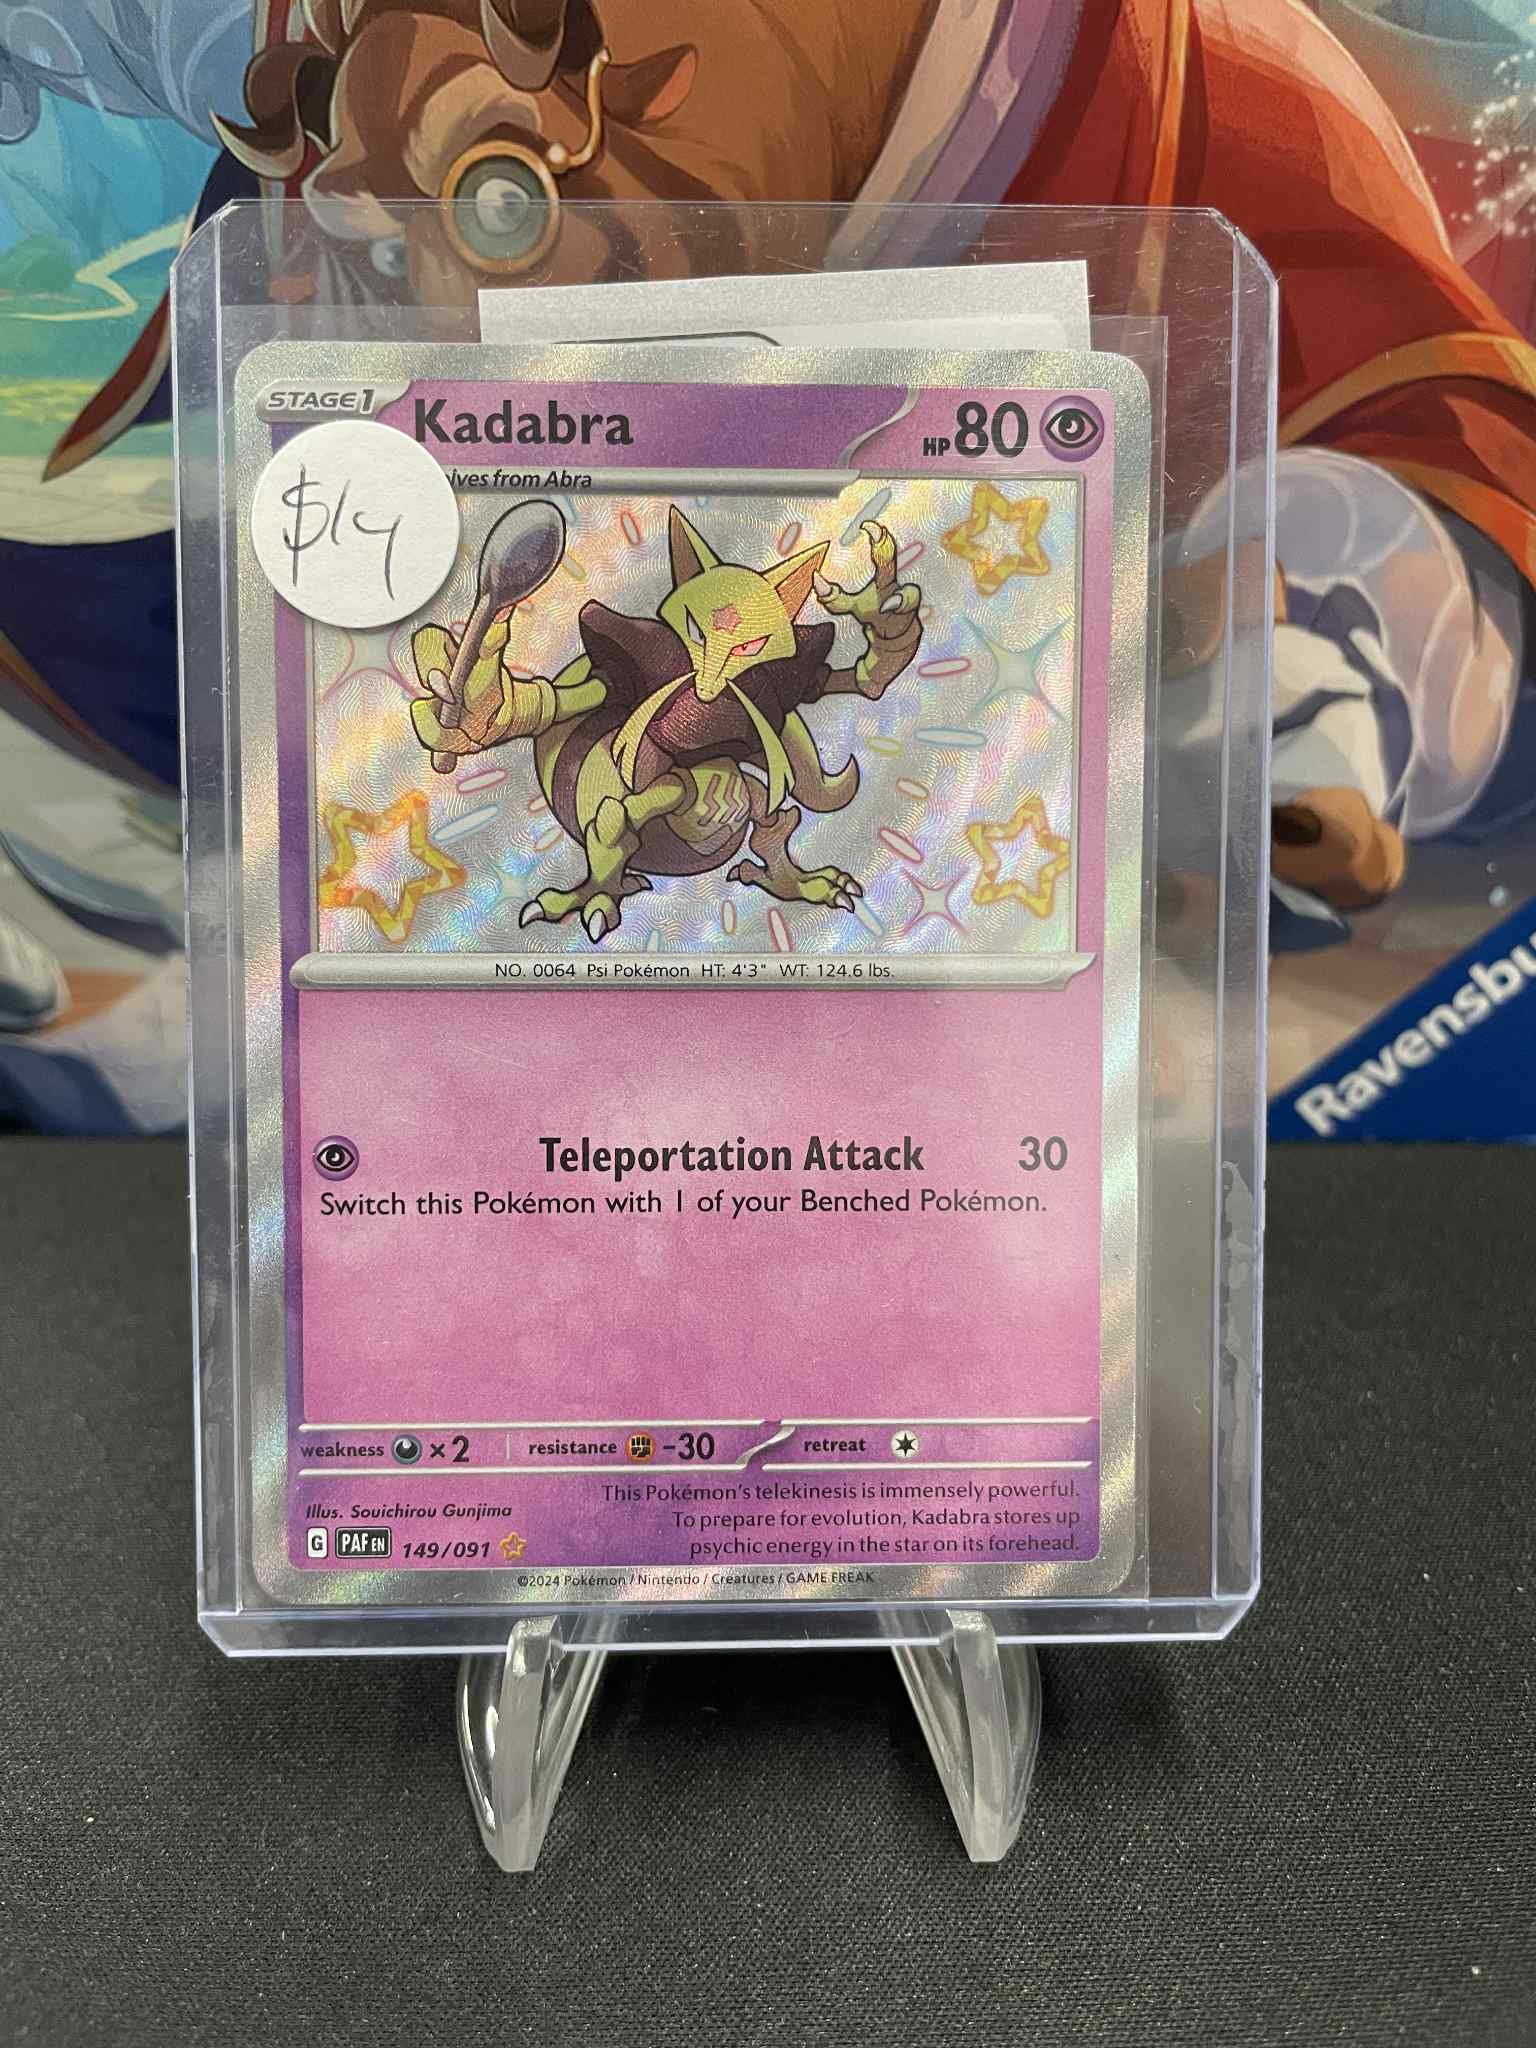 STAGE 1
Kadabra
HP 80
ives from Abra
$14
NO. 0064 Psi Pokémon HT: 4'3" WT: 124.6 lbs.
Teleportation Attack 30
Switch this Pokémon with 1 of your Benched Pokémon.
weakness ×2 resistance -30 retreat
Illus. Souichirou Gunjima
This Pokémon's telekinesis is immensely powerful.
To prepare for evolution, Kadabra stores up
psychic energy in the star on its forehead.
G PAF EN 149/091
©2024 Pokémon / Nintendo / Creatures / GAME FREAK
Ravensbu